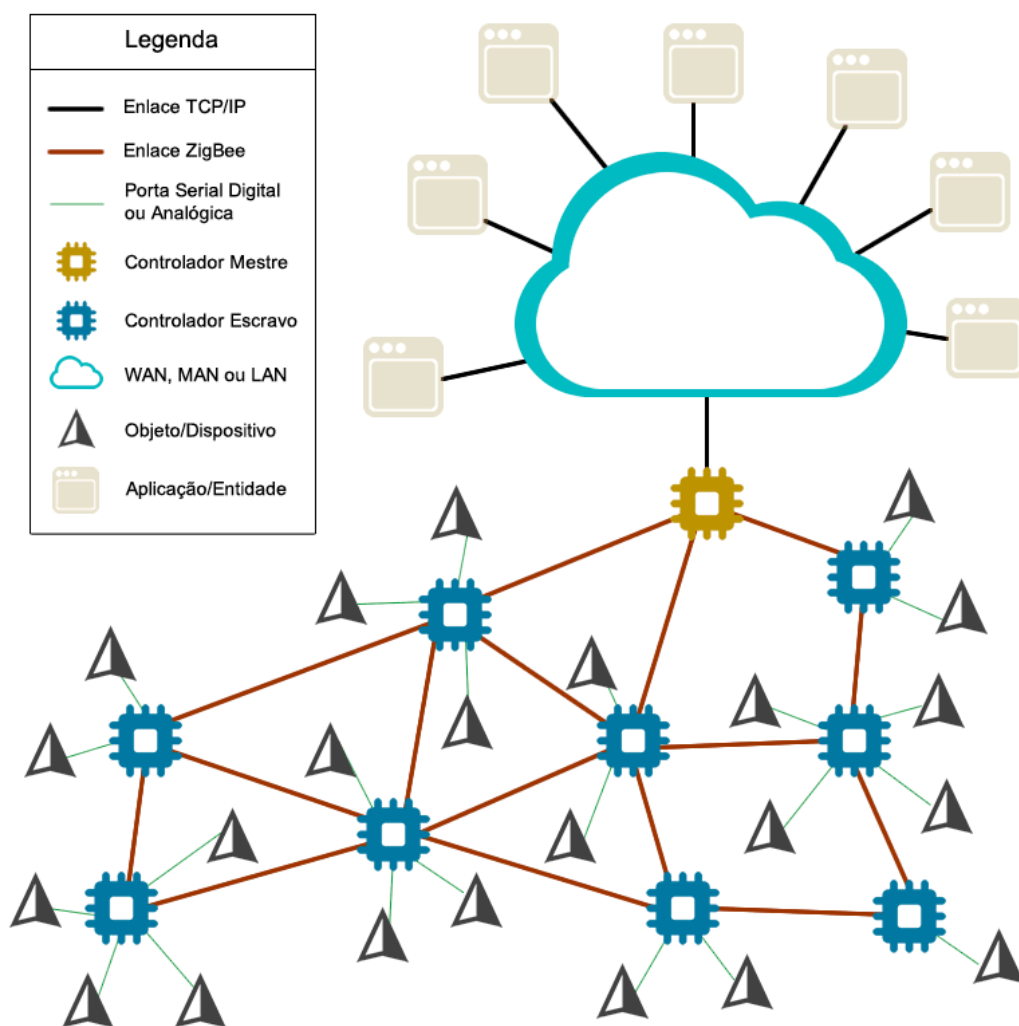 Legenda
Enlace TCP/IP
Enlace ZigBee
Porta Serial Digital
ou Analógica
Controlador Mestre
Controlador Escravo
WAN, MAN ou LAN
Objeto/Dispositivo
Aplicação/Entidade